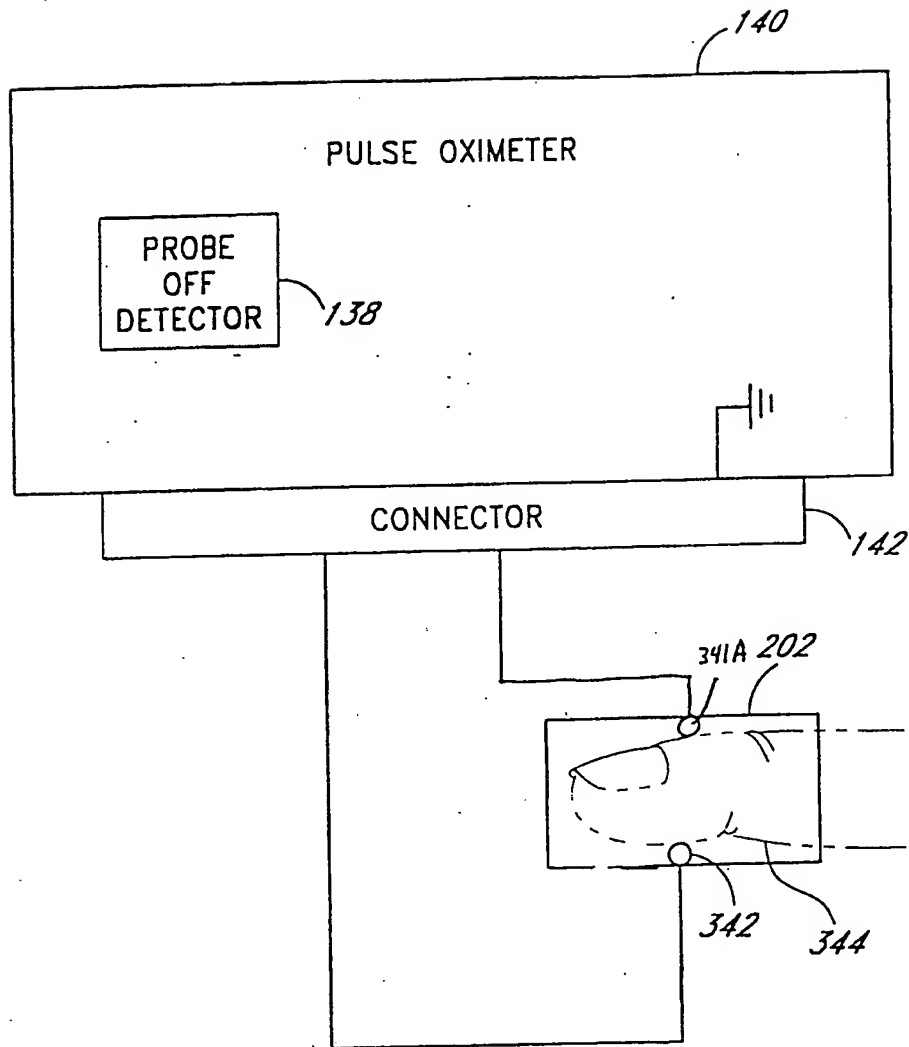 140
PULSE OXIMETER
PROBE
OFF
DETECTOR
138
CONNECTOR
142
341A 202
342
344